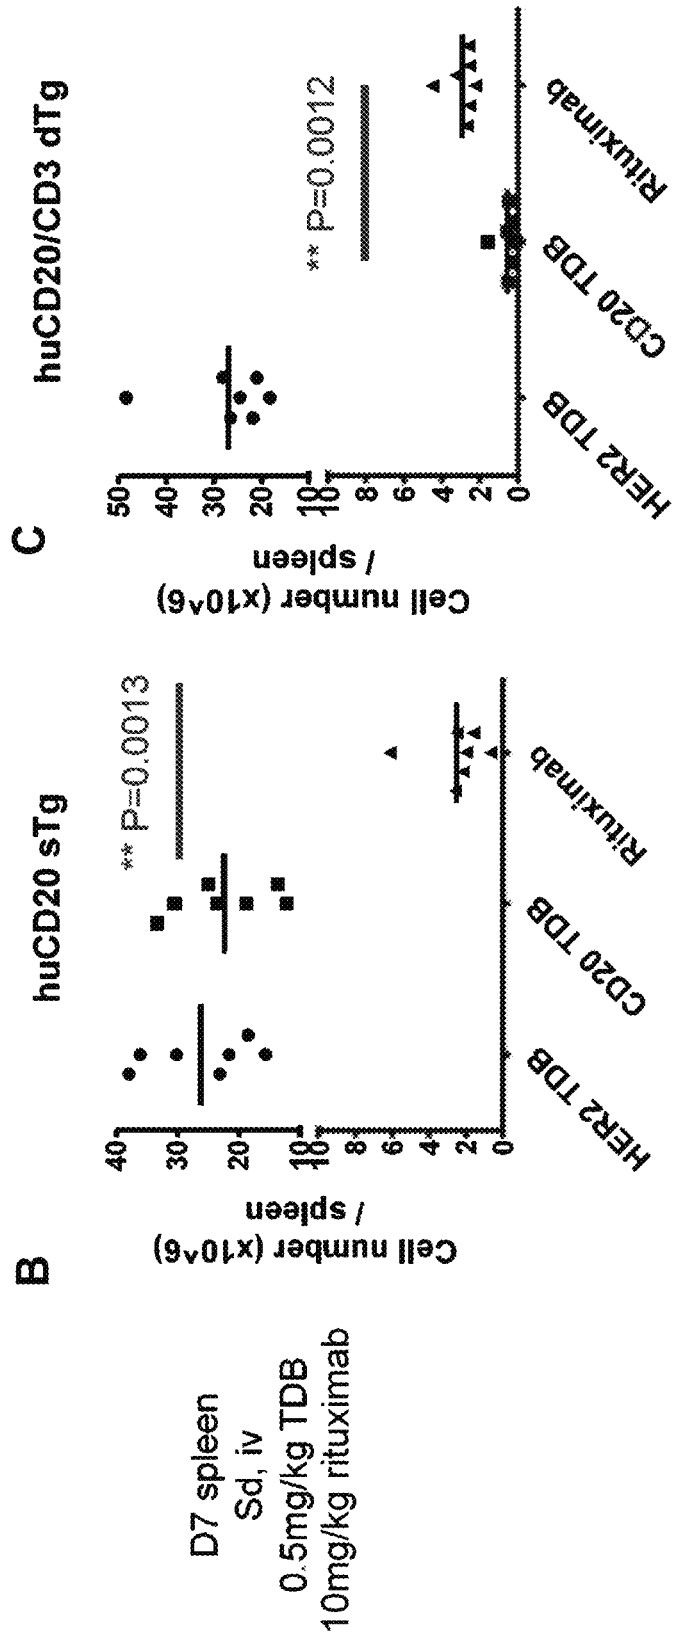 D7 spleen
Sd, iv
0.5mg/kg TDB
10mg/kg rituximab
B
huCD20 sTg
Cell number (x10^6)
/ spleen
40
30
20
10
10
8
6
4
2
0
** P=0.0013
HER2 TDB
CD20 TDB
Rituximab
C
huCD20/CD3 dTg
Cell number (x10^6)
/ spleen
50
40
30
20
10
10
8
6
4
2
0
** P=0.0012
HER2 TDB
CD20 TDB
Rituximab